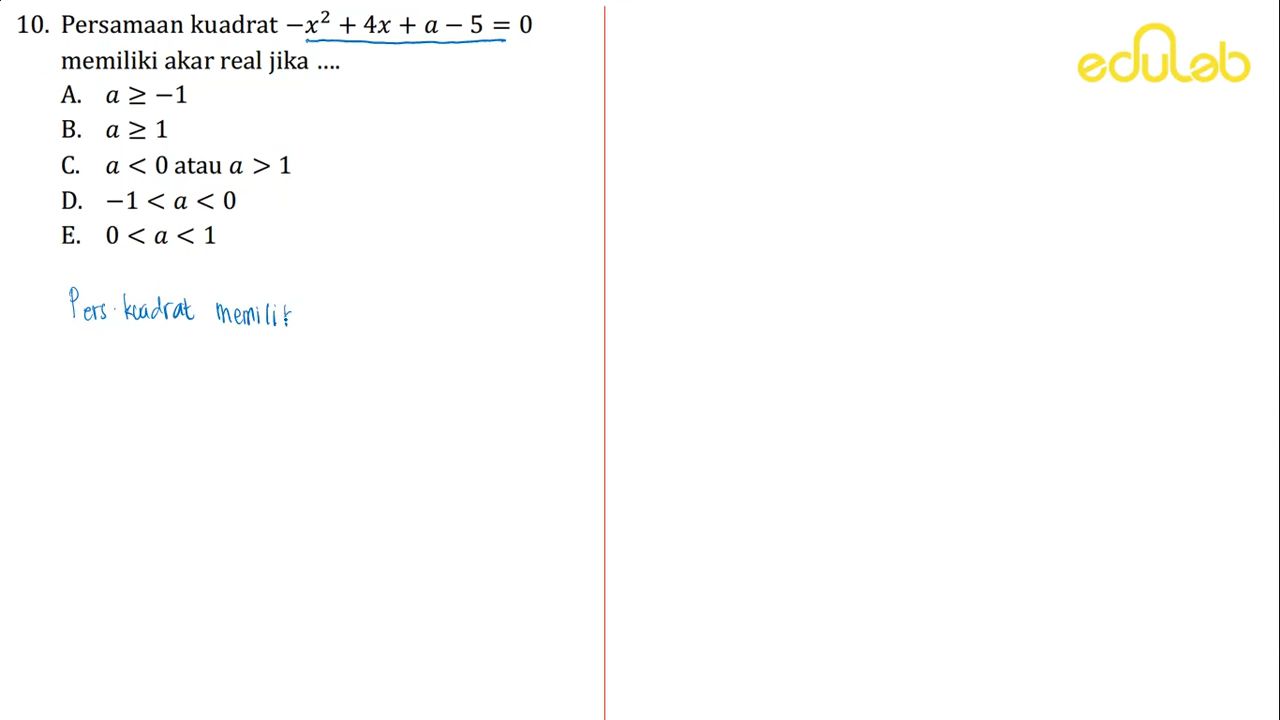 10. Persamaan kuadrat −x² + 4x + a − 5 = 0
memiliki akar real jika ....
A. a ≥ −1
B. a ≥ 1
C. a < 0 atau a > 1
D. −1 < a < 0
E. 0 < a < 1
Pers. kuadrat
edulab